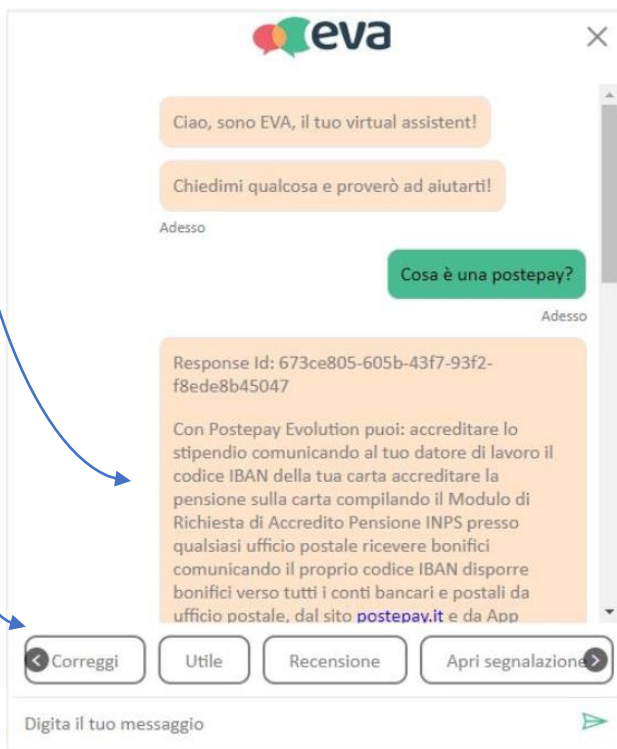 eva
Ciao, sono EVA, il tuo virtual assistent!
Chiedimi qualcosa e proverò ad aiutarti!
Adesso
Cosa è una postepay?
Adesso
Response Id: 673ce805-605b-43f7-93f2-
f8ede8b45047
Con Postepay Evolution puoi: accreditare lo
stipendio comunicando al tuo datore di lavoro il
codice IBAN della tua carta accreditare la
pensione sulla carta compilando il Modulo di
Richiesta di Accredito Pensione INPS presso
qualsiasi ufficio postale ricevere bonifici
comunicando il proprio codice IBAN disporre
bonifici verso tutti i conti bancari e postali da
ufficio postale, dal sito postepay.it e da App
Correggi Utile Recensione Apri segnalazione
Digita il tuo messaggio